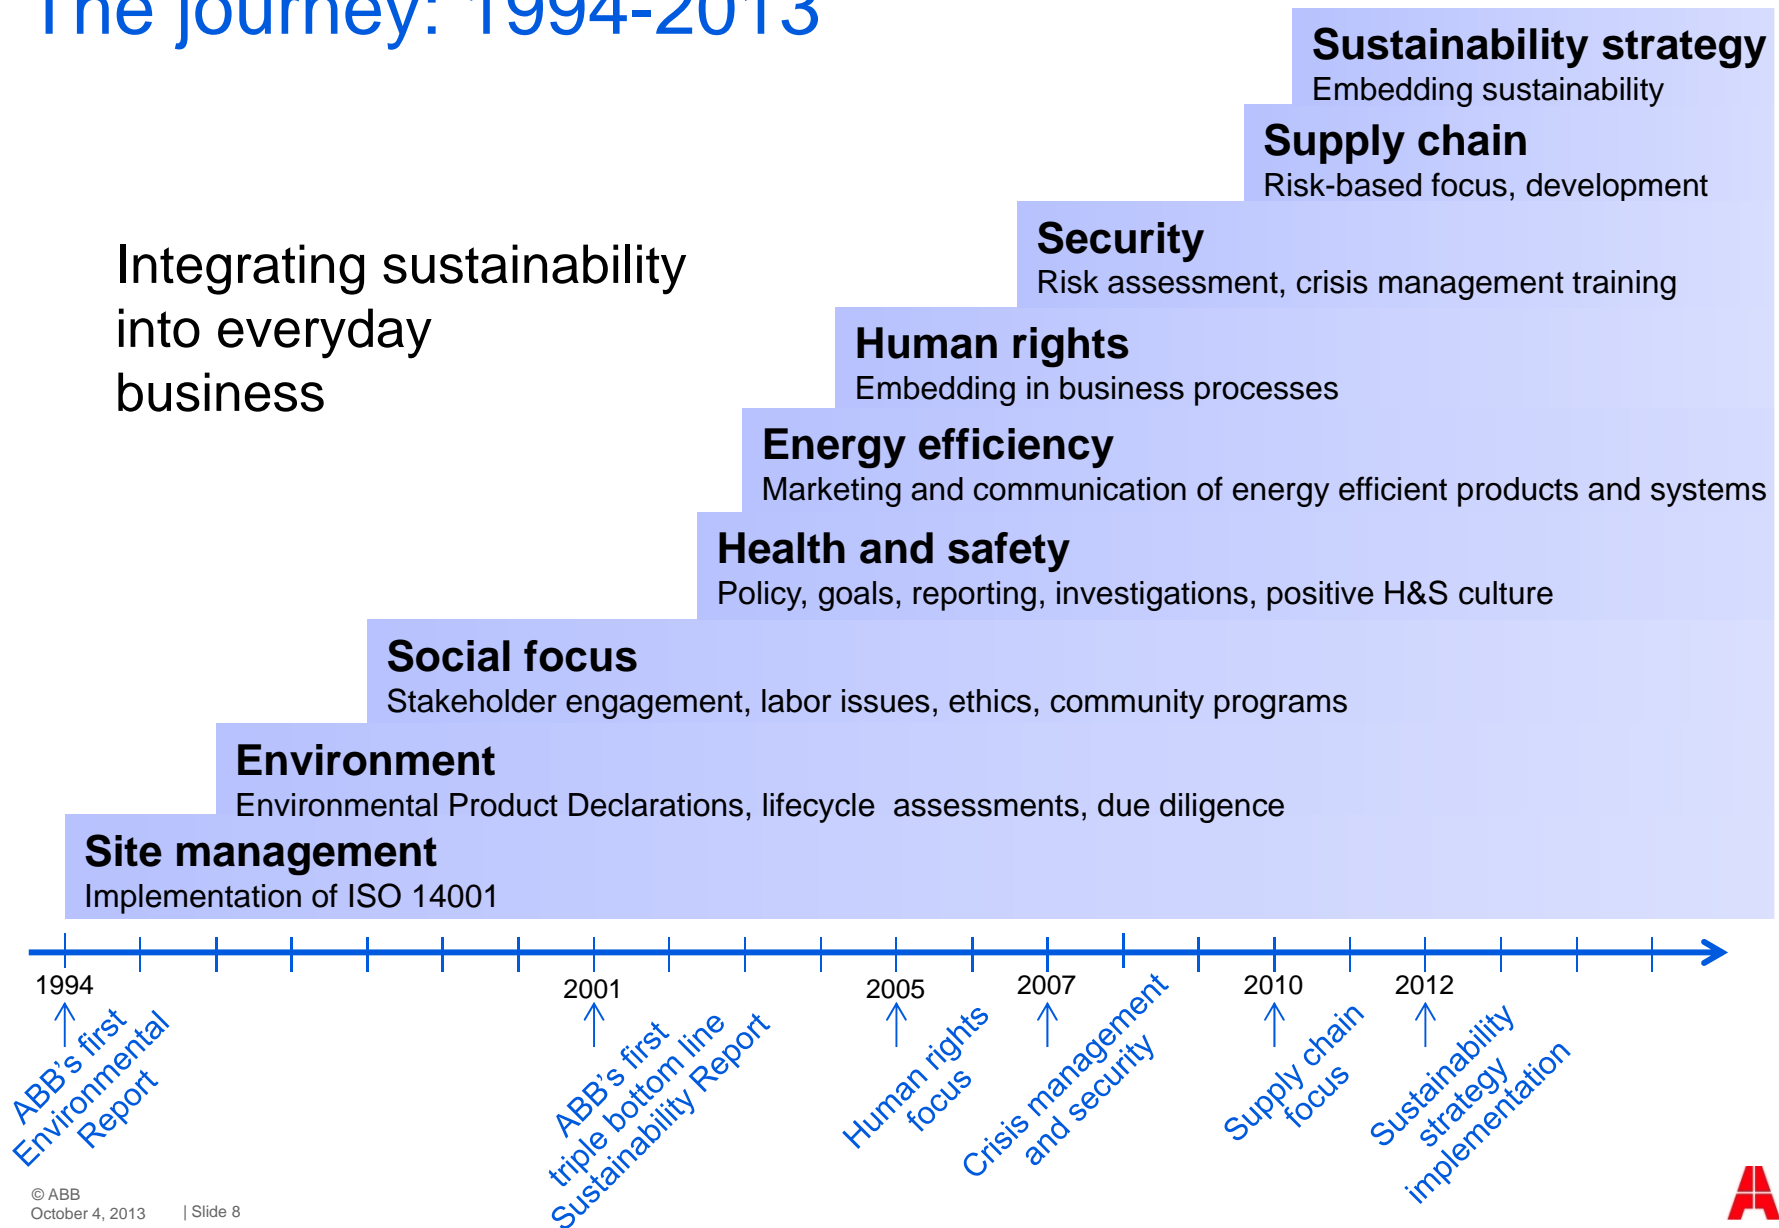 The journey: 1994-2013
Sustainability strategy
Embedding sustainability
Supply chain
Risk-based focus, development
Security
Risk assessment, crisis management training
Integrating sustainability
into everyday
business
Human rights
Embedding in business processes
Energy efficiency
Marketing and communication of energy efficient products and systems
Health and safety
Policy, goals, reporting, investigations, positive H&S culture
Social focus
Stakeholder engagement, labor issues, ethics, community programs
Environment
Environmental Product Declarations, lifecycle  assessments, due diligence
Site management
Implementation of ISO 14001
1994
2001
2005
2007
2010
2012
ABB's first
Environmental
Report
ABB's first
triple bottom line
Sustainability Report
Human rights
focus
Crisis management
and security
Supply chain
focus
Sustainability
strategy
implementation
© ABB
October 4, 2013 | Slide 8